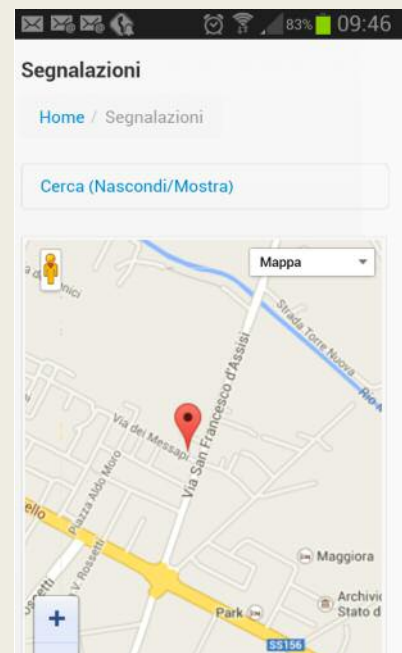 83% 09:46
Segnalazioni
Home / Segnalazioni
Cerca (Nascondi/Mostra)
Mappa
Strada Torre Nuova
Via San Francesco d'Assisi
Via dei Messapi
Piazza Aldo Moro
V. Rossetti
Maggiora
Archivio
Stato d
Park
SS156
+